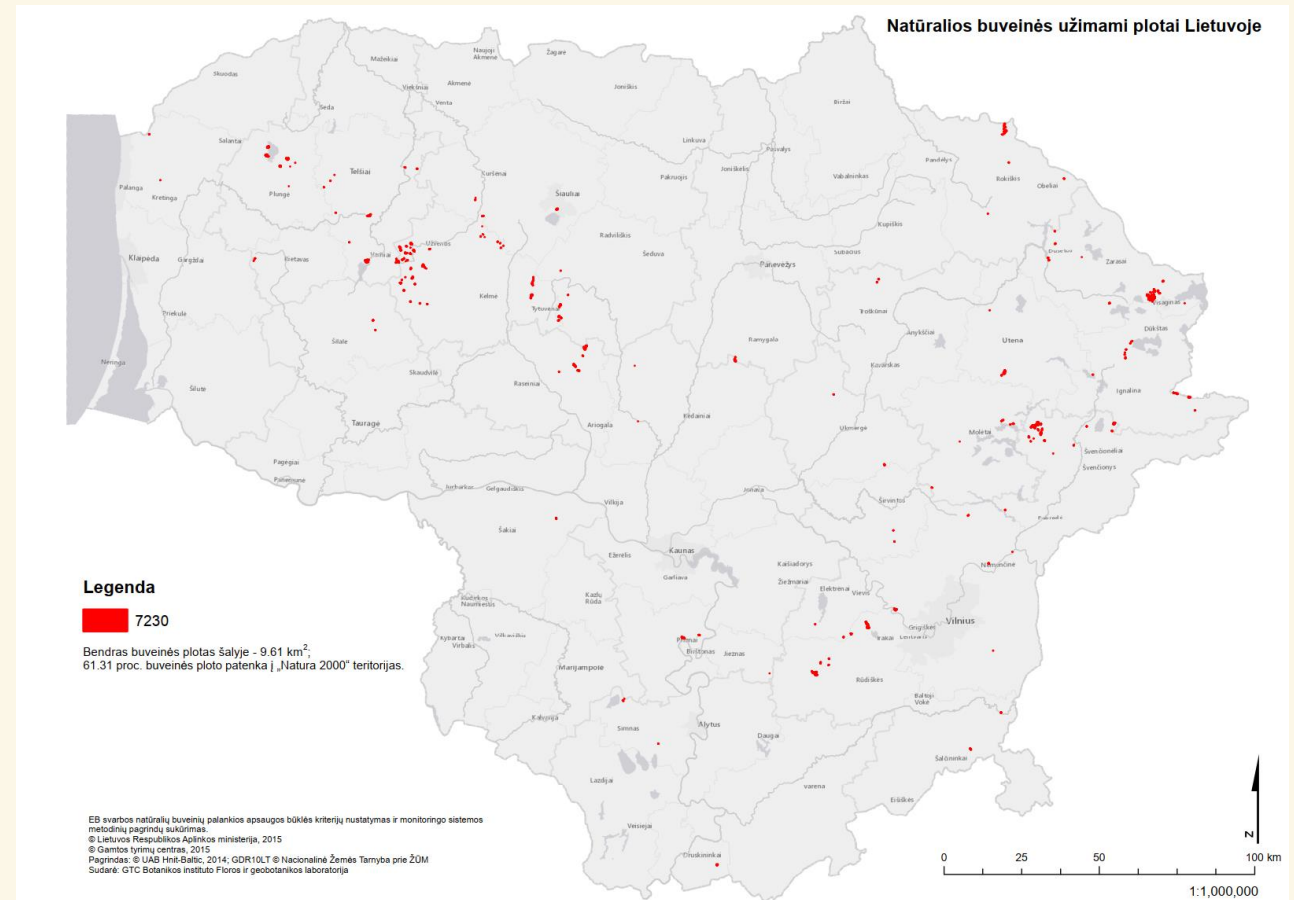 Natūralios buveinės užimami plotai Lietuvoje
Naujoji
Akmenė
Žagarė
Mažeikiai
Skuodas
Viekšniai
Akmenė
Joniškis
Venta
Biržai
Seda
Salantai
Linkuva
Pasvalys
Pandėlys
Telšiai
Kuršėnai
Pakruojis
Joniškėlis
Vabalninkas
Rokiškis
Obeliai
Palanga
Kretinga
Plungė
Šiauliai
Kupiškis
Radviliškis
Užventis
Klaipėda
Gargždai
Rietavas
Varniai
Šeduva
Panevėžys
Subačius
Dusetos
Zarasai
Kelmė
Tytuvėnai
Visaginas
Priekulė
Troškūnai
Dūkštas
Šilalė
Ramygala
Anykščiai
Utena
Neringa
Skaudvilė
Kavarskas
Šilutė
Raseiniai
Ignalina
Tauragė
Ariogala
Kėdainiai
Ukmergė
Molėtai
Švenčionėliai
Pagėgiai
Švenčionys
Panemunė
Jurbarkas
Gelgaudiškis
Jonava
Vilkija
Širvintos
Pabradė
Šakiai
Kaunas
Ežerėlis
Kaišiadorys
Nemenčinė
Garliava
Žiežmariai
Elektrėnai
Vievis
Kudirkos
Naumiestis
Kazlų
Rūda
Vilnius
Grigiškės
Kybartai
Vilkaviškis
Virbalis
Prienai
Trakai
Lentvaris
Birštonas
Jieznas
Marijampolė
Rūdiškės
Baltoji
Vokė
Kalvarija
Simnas
Alytus
Daugai
Šalčininkai
Lazdijai
varena
Eišiškės
Veisiejai
Druskininkai
Legenda
7230
Bendras buveinės plotas šalyje - 9.61 km²;
61.31 proc. buveinės ploto patenka į „Natura 2000“ teritorijas.
EB svarbos natūralių buveinių palankios apsaugos būklės kriterijų nustatymas ir monitoringo sistemos
metodinių pagrindų sukūrimas.
© Lietuvos Respublikos Aplinkos ministerija, 2015
© Gamtos tyrimų centras, 2015
Pagrindas: © UAB Hnit-Baltic, 2014; GDR10LT © Nacionalinė Žemės Tarnyba prie ŽŪM
Sudarė: GTC Botanikos instituto Floros ir geobotanikos laboratorija
N
0 25 50 100 km
1:1,000,000